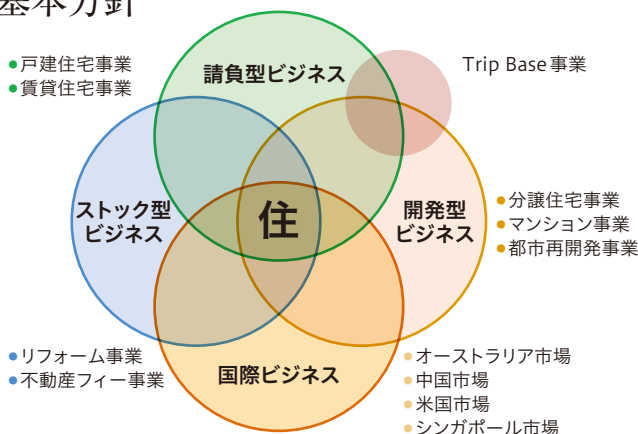 基本方針
●戸建住宅事業
●賃貸住宅事業
請負型ビジネス
Trip Base事業
ストック型
ビジネス
住
開発型
ビジネス
●分譲住宅事業
●マンション事業
●都市再開発事業
●リフォーム事業
●不動産フィー事業
国際ビジネス
●オーストラリア市場
●中国市場
●米国市場
●シンガポール市場